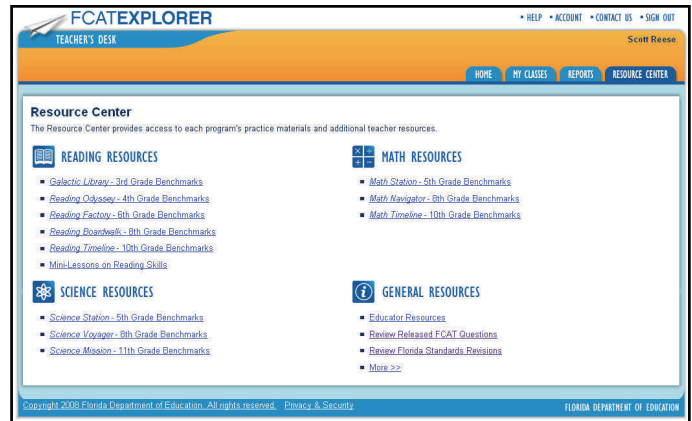 FCATEXPLORER
▪ HELP ▪ ACCOUNT ▪ CONTACT US ▪ SIGN OUT
TEACHER'S DESK
Scott Reese
HOME MY CLASSES REPORTS RESOURCE CENTER
Resource Center
The Resource Center provides access to each program's practice materials and additional teacher resources.
READING RESOURCES
▪ Galactic Library - 3rd Grade Benchmarks
▪ Reading Odyssey - 4th Grade Benchmarks
▪ Reading Factory - 6th Grade Benchmarks
▪ Reading Boardwalk - 8th Grade Benchmarks
▪ Reading Timeline - 10th Grade Benchmarks
▪ Mini-Lessons on Reading Skills
MATH RESOURCES
▪ Math Station - 5th Grade Benchmarks
▪ Math Navigator - 8th Grade Benchmarks
▪ Math Timeline - 10th Grade Benchmarks
SCIENCE RESOURCES
▪ Science Station - 5th Grade Benchmarks
▪ Science Voyager - 8th Grade Benchmarks
▪ Science Mission - 11th Grade Benchmarks
GENERAL RESOURCES
▪ Educator Resources
▪ Review Released FCAT Questions
▪ Review Florida Standards Revisions
▪ More >>
Copyright 2008 Florida Department of Education. All rights reserved. Privacy & Security
FLORIDA DEPARTMENT OF EDUCATION